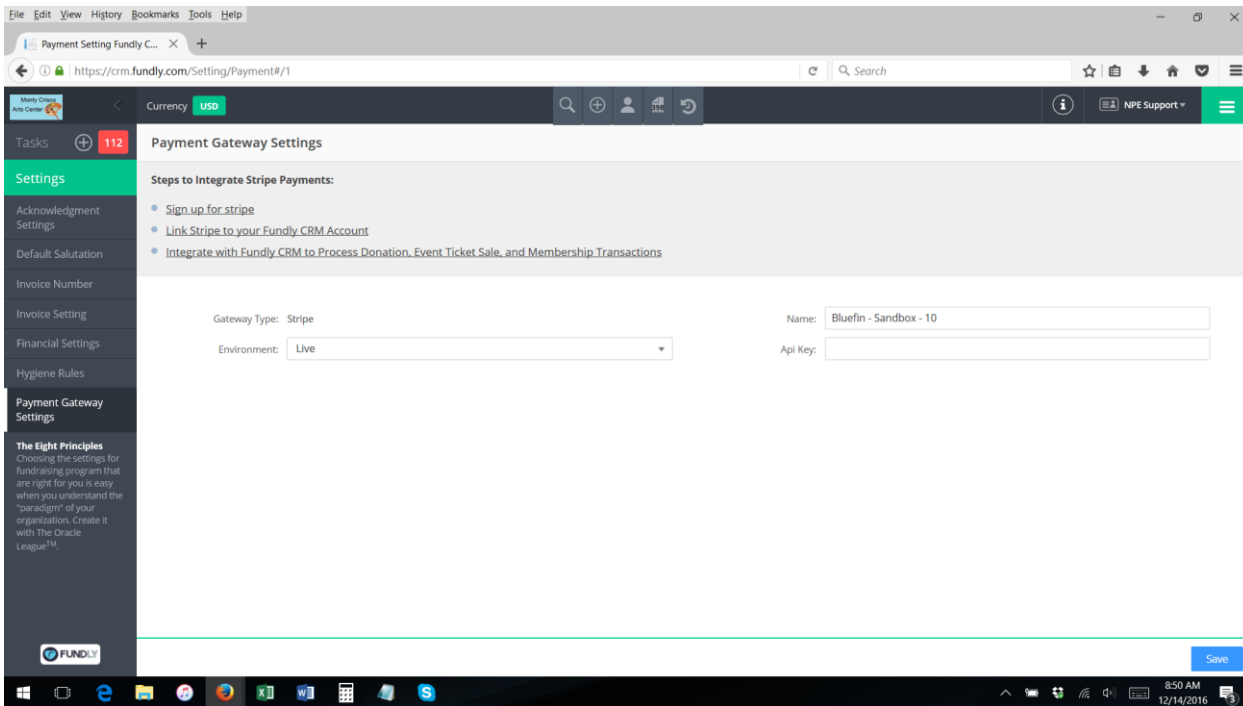 File Edit View History Bookmarks Tools Help
Payment Setting Fundly C...
https://crm.fundly.com/Setting/Payment#/1
Search
Monty Crisco
Arts Center
Currency USD
NPE Support
Tasks 112
Payment Gateway Settings
Settings
Steps to Integrate Stripe Payments:
Sign up for stripe
Link Stripe to your Fundly CRM Account
Integrate with Fundly CRM to Process Donation, Event Ticket Sale, and Membership Transactions
Acknowledgment
Settings
Default Salutation
Invoice Number
Invoice Setting
Financial Settings
Hygiene Rules
Payment Gateway
Settings
Gateway Type: Stripe
Name: Bluefin - Sandbox - 10
Environment: Live
Api Key:
The Eight Principles
Choosing the settings for
fundraising program that
are right for you is easy
when you understand the
"paradigm" of your
organization. Create it
with The Oracle
League™.
FUNDLY
Save
8:50 AM
12/14/2016
3